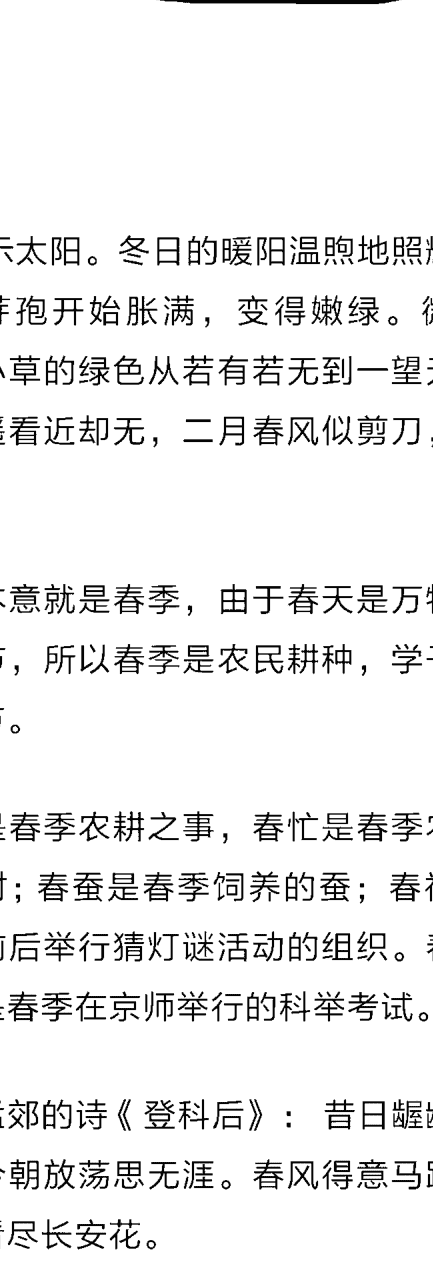 示太阳。冬日的暖阳温煦地照
孢开始胀满，变得嫩绿。
草的绿色从若有若无到一望
看近却无，二月春风似剪刀，
意就是春季，由于春天是万
，所以春季是农民耕种，学
。
春季农耕之事，春忙是春季
；春蚕是春季饲养的蚕；春
后举行猜灯谜活动的组织。
春季在京师举行的科举考试。
郊的诗《登科后》： 昔日龌
朝放荡思无涯。春风得意马
尽长安花。